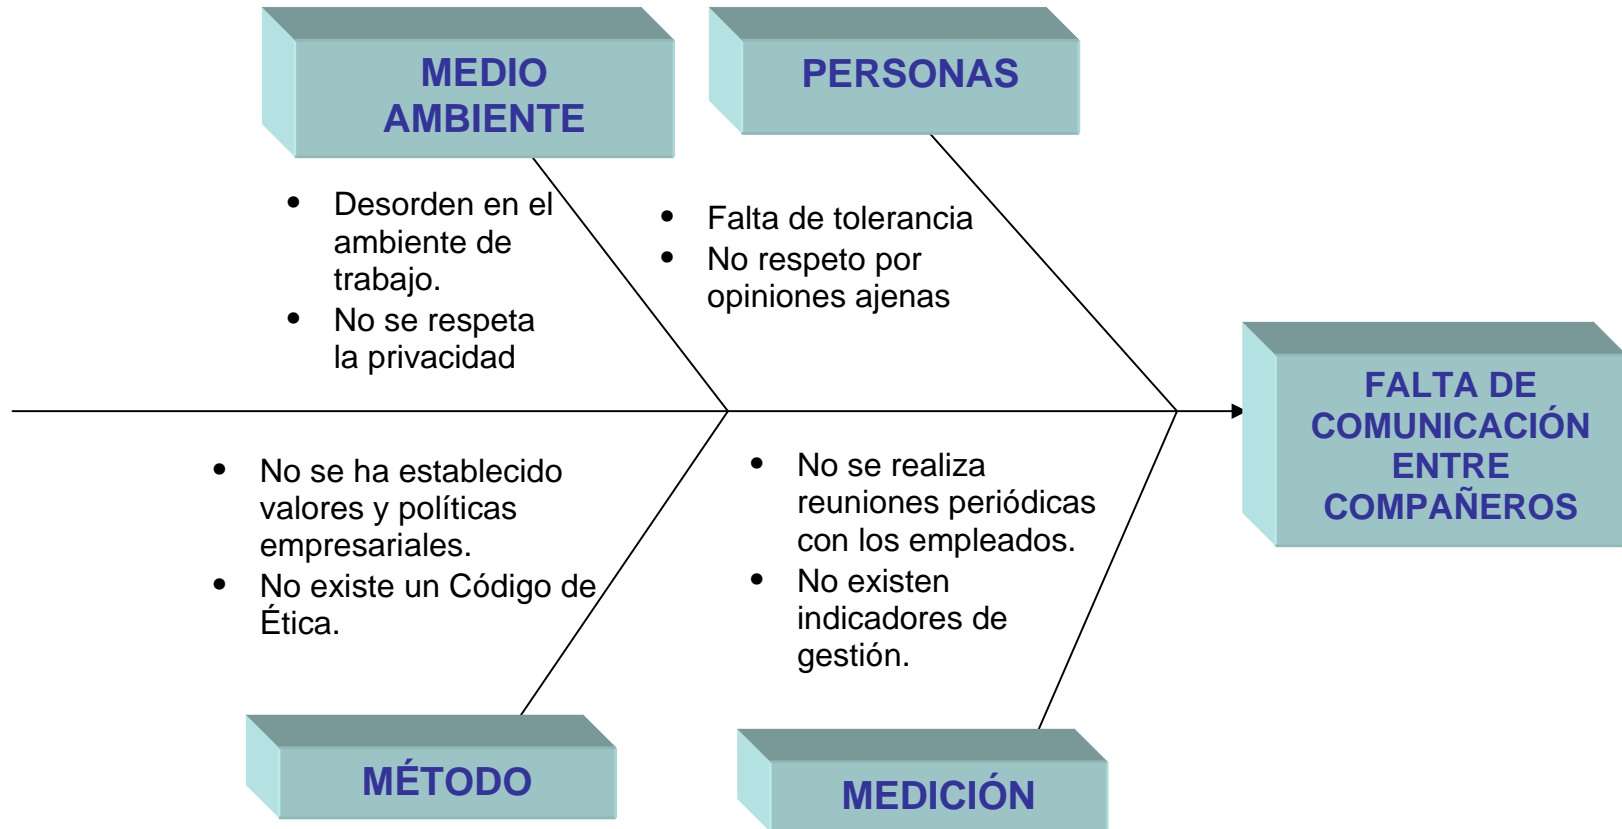 MEDIO
AMBIENTE
• Desorden en el
ambiente de
trabajo.
• No se respeta
la privacidad
PERSONAS
• Falta de tolerancia
• No respeto por
opiniones ajenas
FALTA DE
COMUNICACIÓN
ENTRE
COMPAÑEROS
• No se ha establecido
valores y políticas
empresariales.
• No existe un Código de
Ética.
MÉTODO
• No se realiza
reuniones periódicas
con los empleados.
• No existen
indicadores de
gestión.
MEDICIÓN